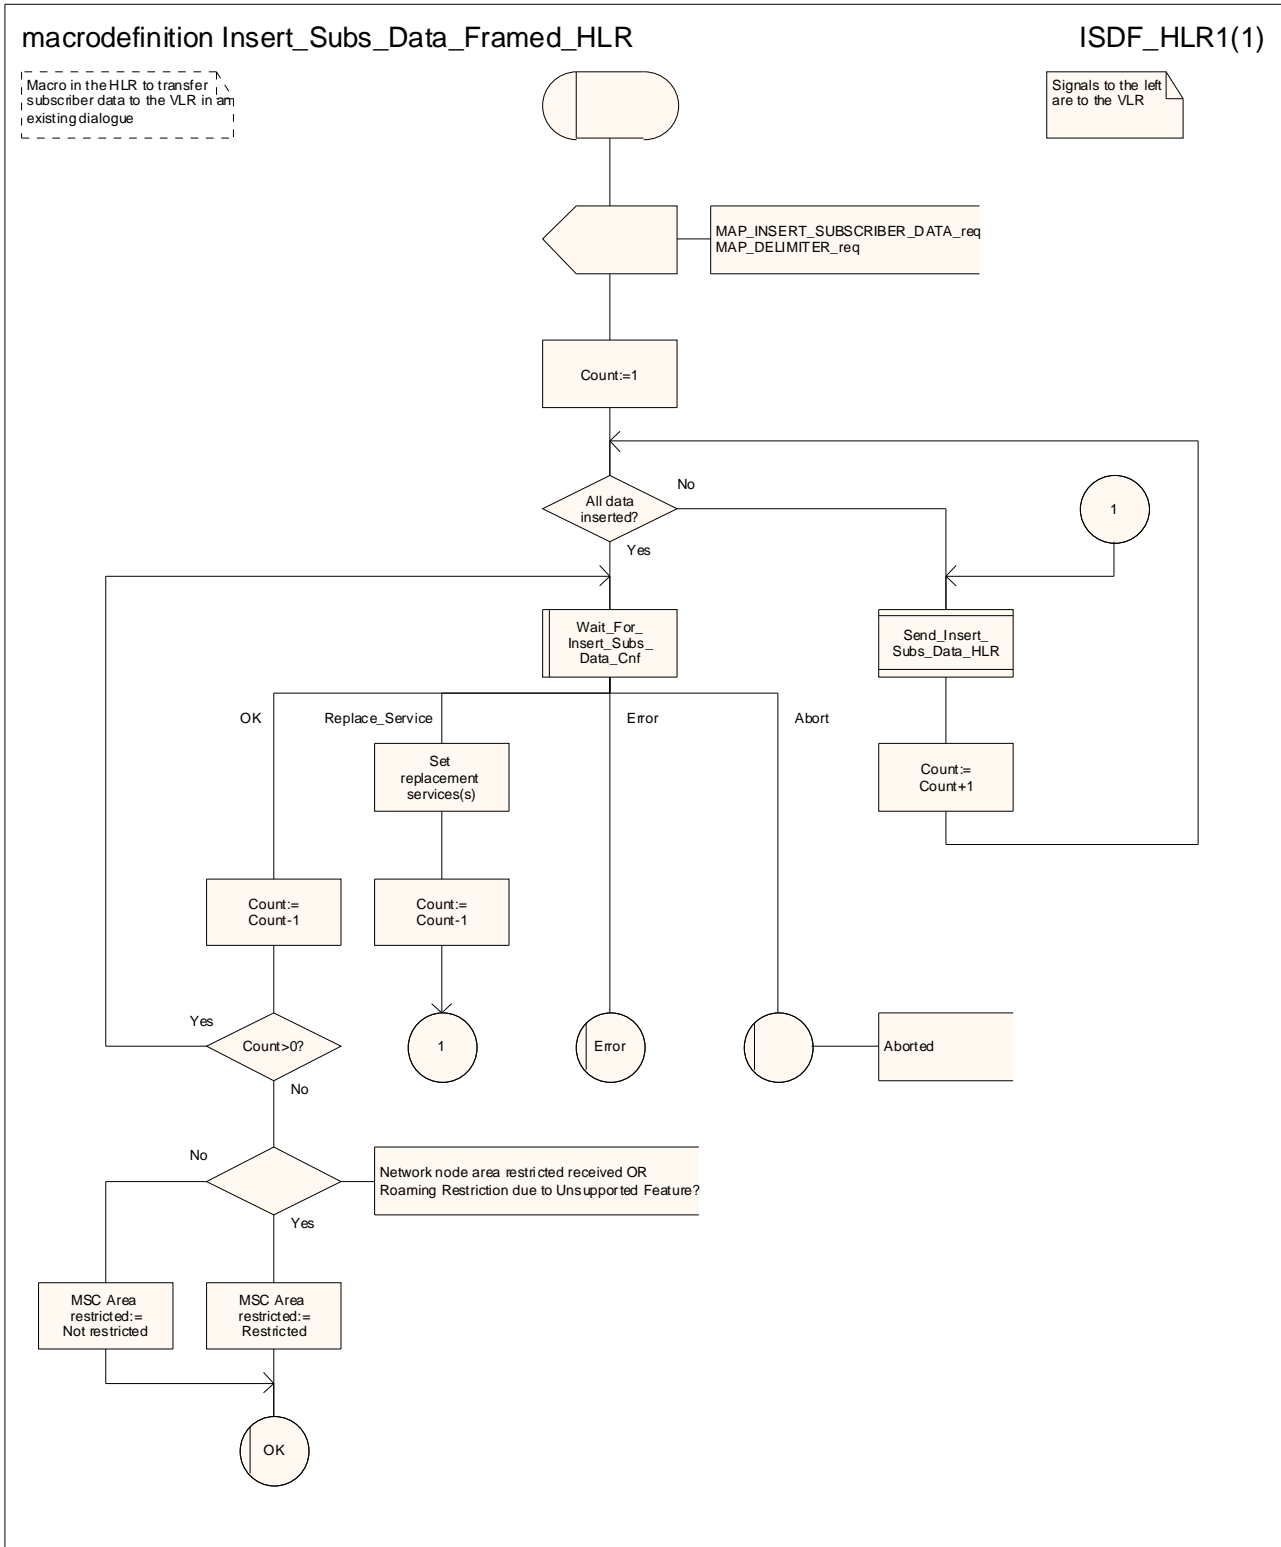 macrodefinition Insert_Subs_Data_Framed_HLR
ISDF_HLR1(1)
Macro in the HLR to transfer
subscriber data to the VLR in an
existing dialogue
Signals to the left
are to the VLR
MAP_INSERT_SUBSCRIBER_DATA_req
MAP_DELIMITER_req
Count:=1
No
All data
inserted?
1
Yes
Wait_For_
Insert_Subs_
Data_Cnf
Send_Insert_
Subs_Data_HLR
OK
Replace_Service
Error
Abort
Set
replacement
services(s)
Count:=
Count+1
Count:=
Count-1
Count:=
Count-1
Yes
Count>0?
1
Error
Aborted
No
No
Network node area restricted received OR
Roaming Restriction due to Unsupported Feature?
Yes
MSC Area
restricted:=
Not restricted
MSC Area
restricted:=
Restricted
OK